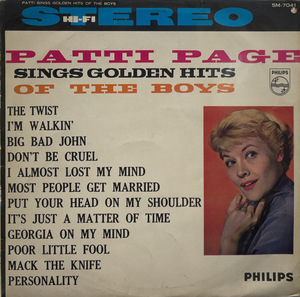 PATTI PAGE SINGS GOLDEN HITS OF THE BOYS
SM-7041
STEREO
HI-FI
PATTI PAGE
SINGS GOLDEN HITS
OF THE BOYS
PHILIPS
THE TWIST
I'M WALKIN'
BIG BAD JOHN
DON'T BE CRUEL
I ALMOST LOST MY MIND
MOST PEOPLE GET MARRIED
PUT YOUR HEAD ON MY SHOULDER
IT'S JUST A MATTER OF TIME
GEORGIA ON MY MIND
POOR LITTLE FOOL
MACK THE KNIFE
PERSONALITY
PHILIPS